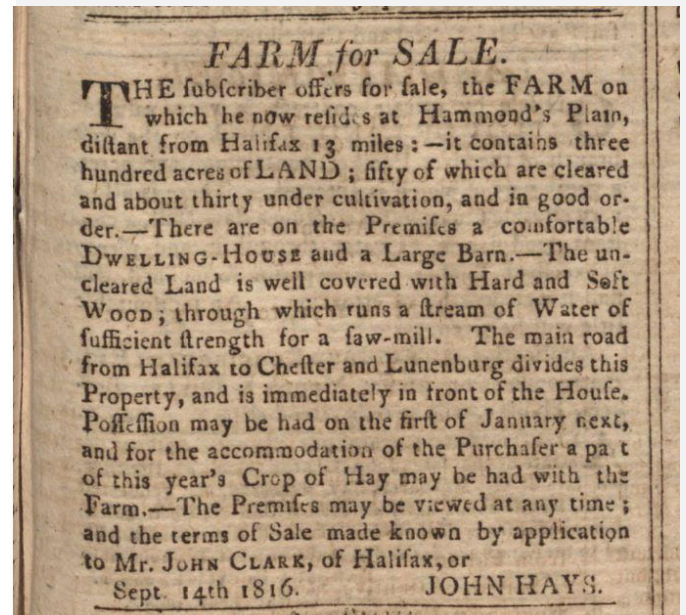 FARM for SALE.
THE ſubſcriber offers for ſale, the FARM on
which he now reſides at Hammond's Plain,
diſtant from Halifax 13 miles :—it contains three
hundred acres of LAND ; fifty of which are cleared
and about thirty under cultivation, and in good or-
der.—There are on the Premiſes a comfortable
DWELLING-HOUSE and a Large Barn.—The un-
cleared Land is well covered with Hard and Soft
WOOD ; through which runs a ſtream of Water of
ſufficient ſtrength for a ſaw-mill. The main road
from Halifax to Cheſter and Lunenburg divides this
Property, and is immediately in front of the Houſe.
Poſſeſſion may be had on the firſt of January next,
and for the accommodation of the Purchaſer a pa t
of this year's Crop of Hay may be had with the
Farm.—The Premiſes may be viewed at any time ;
and the terms of Sale made known by application
to Mr. JOHN CLARK, of Halifax, or
Sept. 14th 1816. JOHN HAYS.